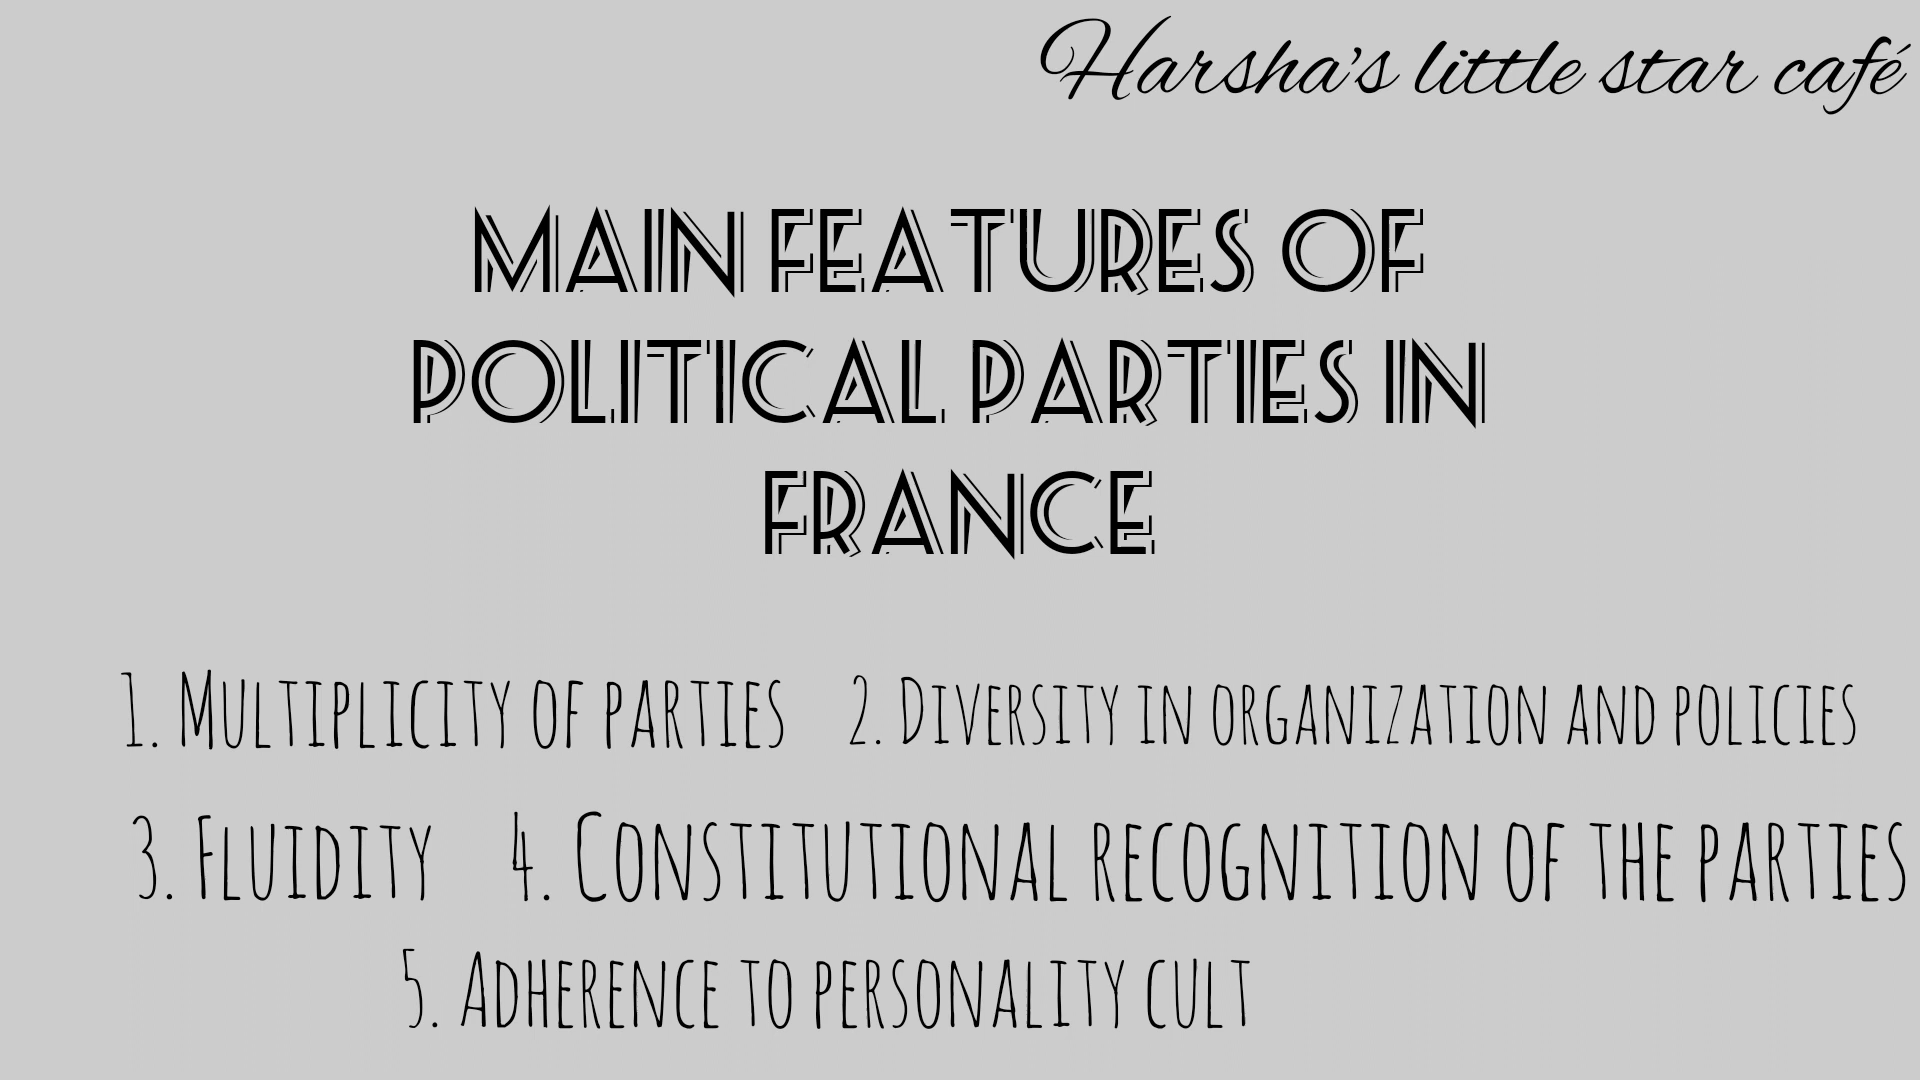 Harsha's little star café
MAIN FEATURES OF
POLITICAL PARTIES IN
FRANCE
1. Multiplicity of parties 2. Diversity in organization and policies
3. Fluidity 4. Constitutional recognition of the parties
5. Adherence to personality cult